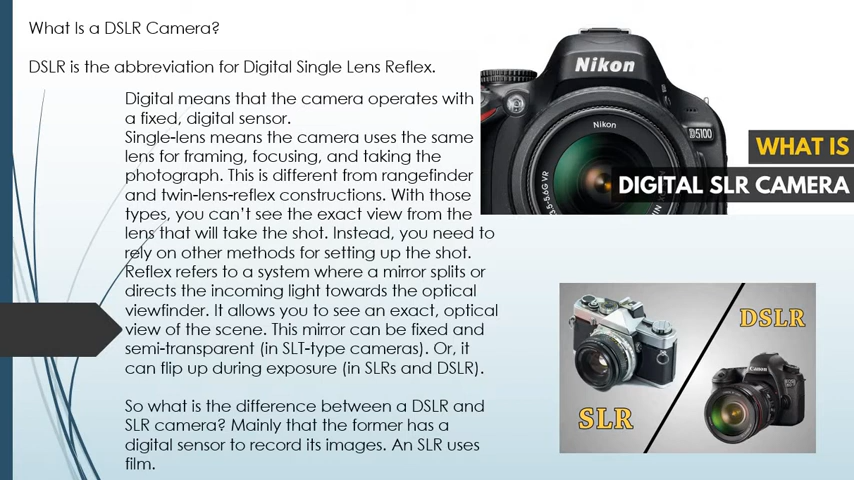 What Is a DSLR Camera?
DSLR is the abbreviation for Digital Single Lens Reflex.
Digital means that the camera operates with
a fixed, digital sensor.
Single-lens means the camera uses the same
lens for framing, focusing, and taking the
photograph. This is different from rangefinder
and twin-lens-reflex constructions. With those
types, you can't see the exact view from the
lens that will take the shot. Instead, you need to
rely on other methods for setting up the shot.
Reflex refers to a system where a mirror splits or
directs the incoming light towards the optical
viewfinder. It allows you to see an exact, optical
view of the scene. This mirror can be fixed and
semi-transparent (in SLT-type cameras). Or, it
can flip up during exposure (in SLRs and DSLR).
So what is the difference between a DSLR and
SLR camera? Mainly that the former has a
digital sensor to record its images. An SLR uses
film.
Nikon
Nikon
D5100
WHAT IS
DIGITAL SLR CAMERA
DSLR
Canon
SLR